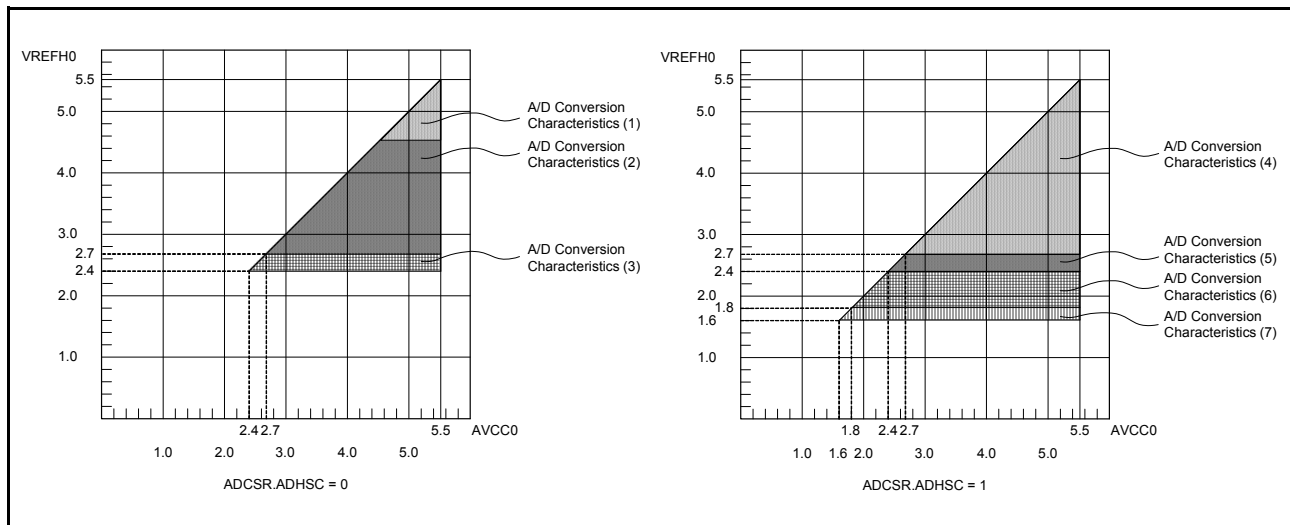 VREFH0
5.5
5.0
4.0
3.0
2.7
2.4
2.0
1.0
A/D Conversion
Characteristics (1)
A/D Conversion
Characteristics (2)
A/D Conversion
Characteristics (3)
2.4 2.7 5.5 AVCC0
1.0 2.0 3.0 4.0 5.0
ADCSR.ADHSC = 0
VREFH0
5.5
5.0
4.0
3.0
2.7
2.4
2.0
1.8
1.6
1.0
A/D Conversion
Characteristics (4)
A/D Conversion
Characteristics (5)
A/D Conversion
Characteristics (6)
A/D Conversion
Characteristics (7)
1.8 2.4 2.7 5.5 AVCC0
1.0 1.6 2.0 3.0 4.0 5.0
ADCSR.ADHSC = 1